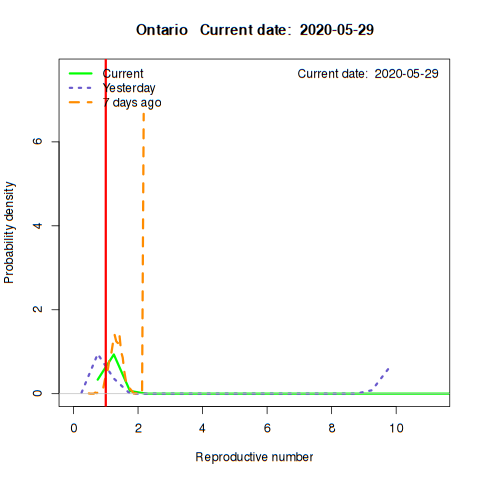 Ontario   Current date:  2020-05-29
Current
Yesterday
7 days ago
Current date:  2020-05-29
Probability density
0
2
4
6
0 2 4 6 8 10
Reproductive number